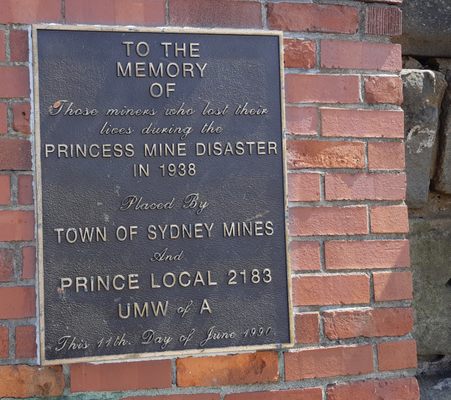 TO THE
MEMORY
OF
Those miners who lost their
lives during the
PRINCESS MINE DISASTER
IN 1938
Placed By
TOWN OF SYDNEY MINES
And
PRINCE LOCAL 2183
UMW of A
This 11th. Day of June 1990.